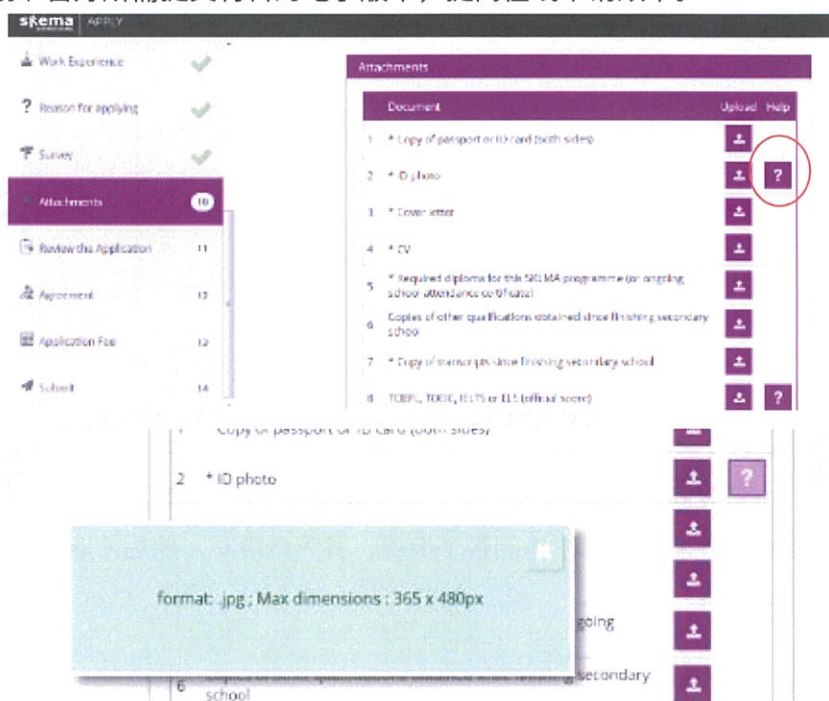 skema APPLY
Work Experience
? Reason for applying
Survey
Attachments 10
Review the Application 11
Agreement 12
Application Fee 13
Submit 14
Attachments
Document Upload Help
1 * Copy of passport or ID card (both sides)
2 * ID photo ?
3 * Cover letter
4 * CV
5 * Required diploma for this SKEMA programme (or ongoing
school attendance certificate)
6 Copies of other qualifications obtained since finishing secondary
school
7 * Copy of transcripts since finishing secondary school
8 TOEFL, TOEIC, IELTS or ELS (official score) ?
Copy of passport or ID card (both sides)
2 * ID photo ?
format: .jpg ; Max dimensions : 365 x 480px
going
6 secondary
school